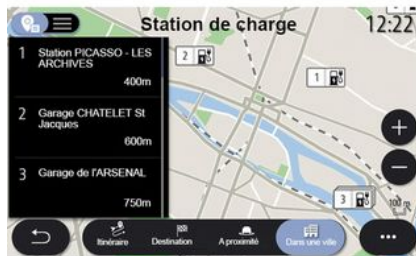 Station de charge
12:22
1 Station PICASSO - LES
ARCHIVES
400m
2 Garage CHATELET St
Jacques
600m
3 Garage de l'ARSENAL
750m
2
1
3
100 m
Itinéraire
Destination
A proximité
Dans une ville